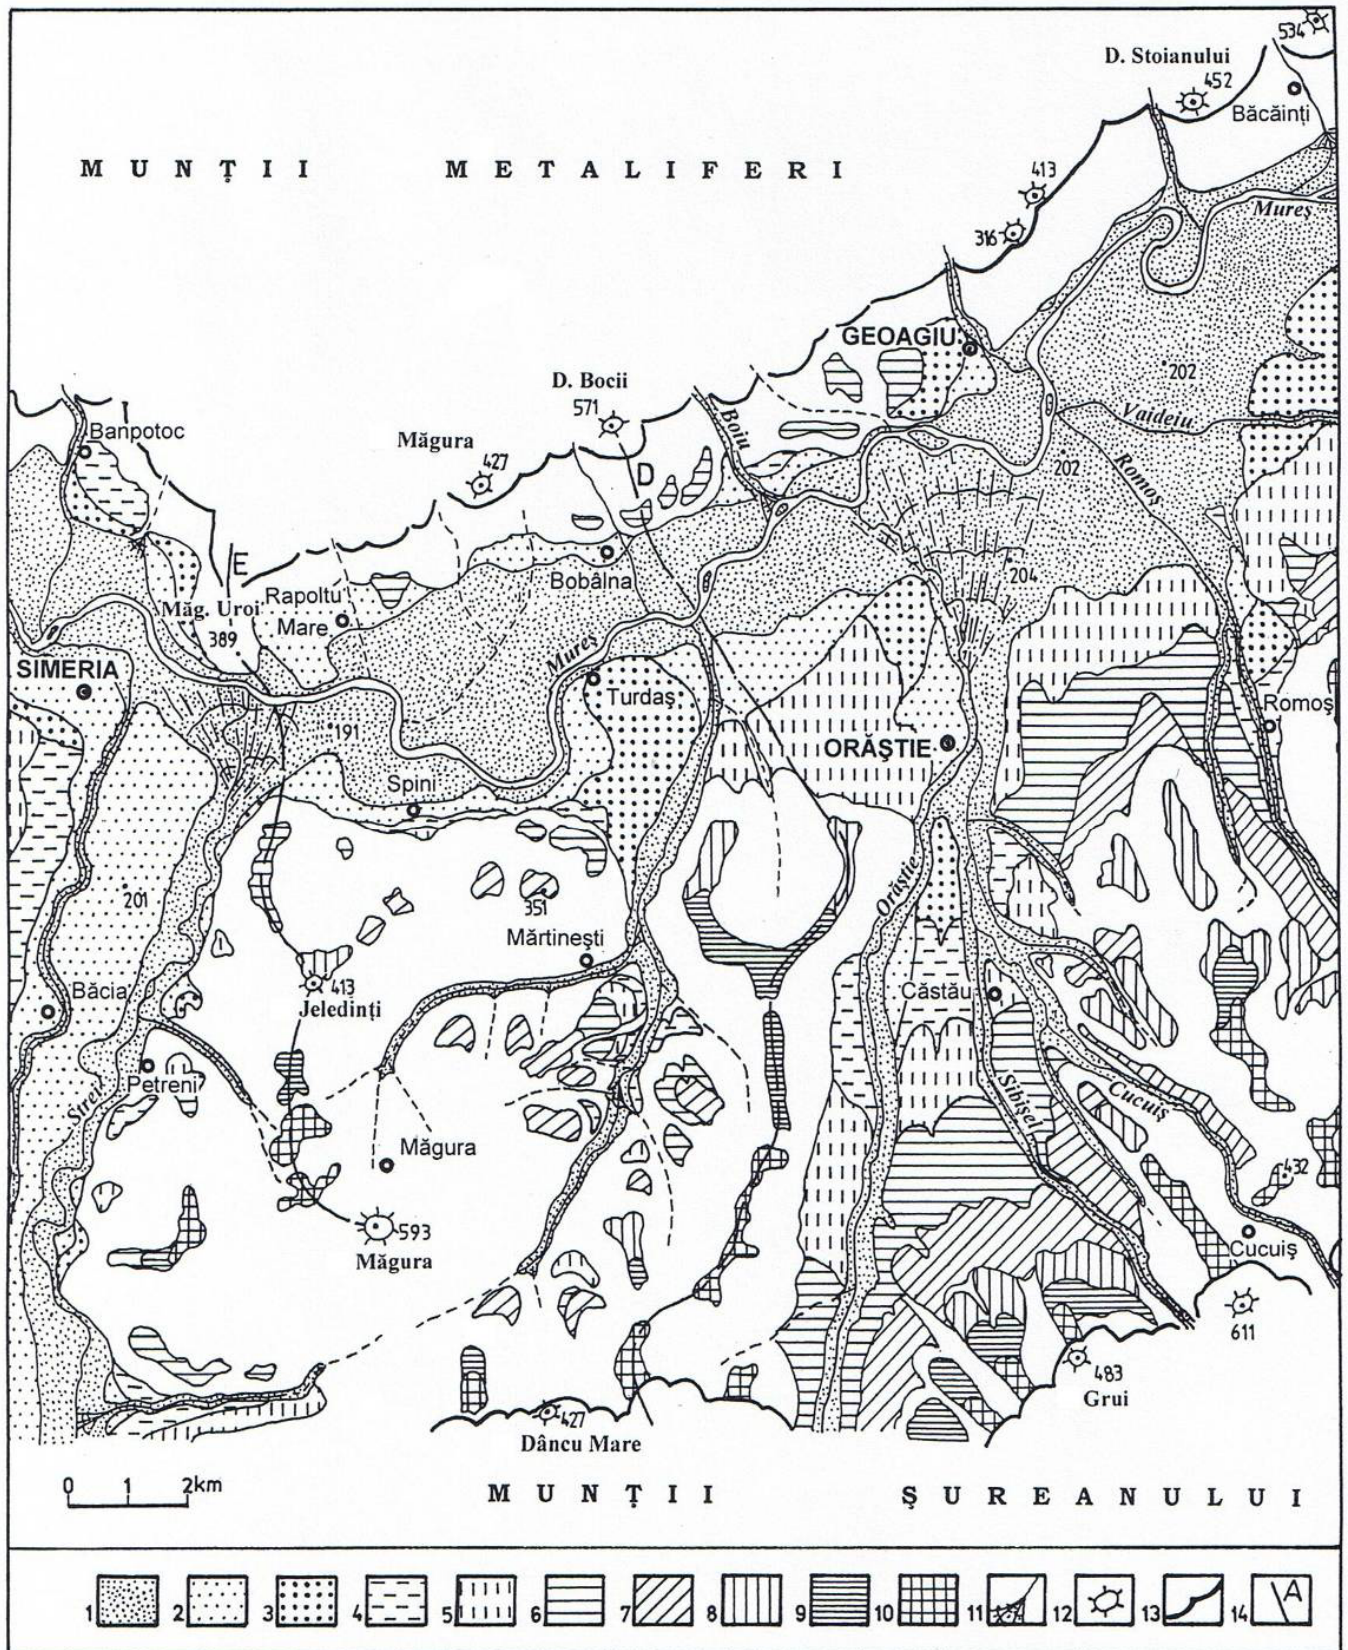 534
D. Stoianului
452
Băcăinți
MUNȚII METALIFERI
413
Mureș
316
GEOAGIU
202
D. Bocii
571
Vaideiu
Boiu
Banpotoc
Măgura
427
D
202
Romoș
E
Bobâlna
204
Rapoltu
Mare
Măg. Uroi
389
Mureș
SIMERIA
Turdaș
Romoș
191
ORĂȘTIE
Spini
Orăștie
201
351
Mărtinești
Băcia
413
Jeledinți
Căstău
Petreni
Strei
Sibișel
Cucuiș
Măgura
432
593
Măgura
Cucuiș
611
483
Grui
427
Dâncu Mare
0 1 2km
MUNȚII ȘUREANULUI
1 2 3 4 5 6 7 8 9 10 11 12 13 14 A